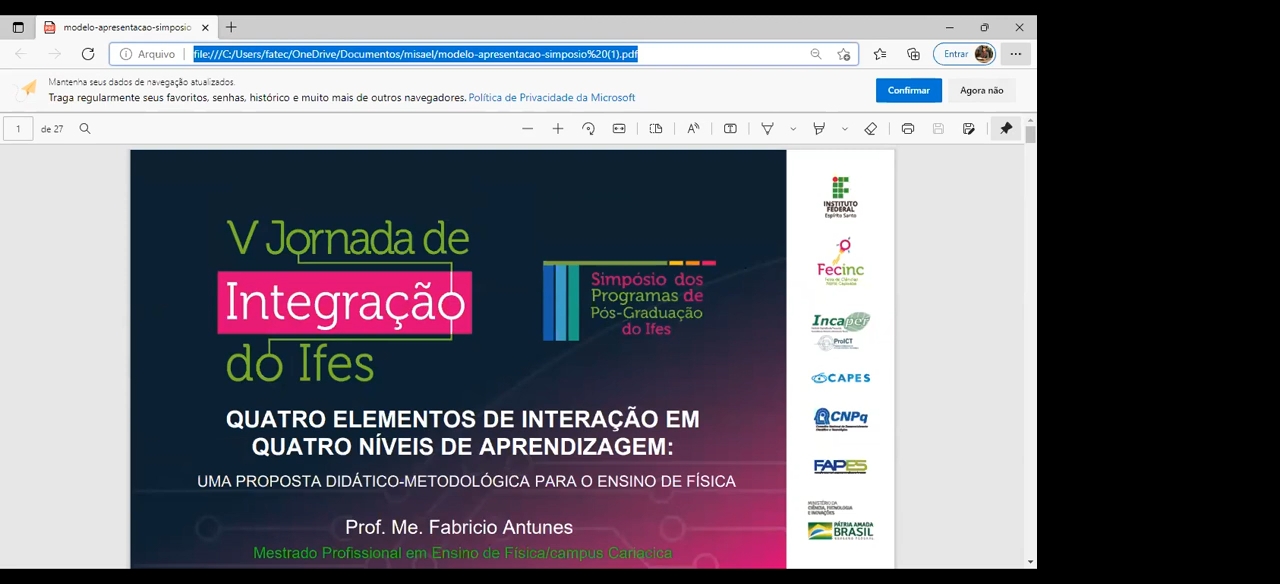 modelo-apresentacao-simposio
Arquivo
file:///C:/Users/fatec/OneDrive/Documentos/misael/modelo-apresentacao-simposio%20(1).pdf
Entrar
Mantenha seus dados de navegação atualizados.
Traga regularmente seus favoritos, senhas, histórico e muito mais de outros navegadores. Política de Privacidade da Microsoft
Confirmar
Agora não
1 de 27
V Jornada de
Integração
do Ifes
Simpósio dos
Programas de
Pós-Graduação
do Ifes
QUATRO ELEMENTOS DE INTERAÇÃO EM
QUATRO NÍVEIS DE APRENDIZAGEM:
UMA PROPOSTA DIDÁTICO-METODOLÓGICA PARA O ENSINO DE FÍSICA
Prof. Me. Fabricio Antunes
Mestrado Profissional em Ensino de Física/campus Cariacica
INSTITUTO
FEDERAL
Espírito Santo
Fecinc
Incaper
ProICT
CAPES
CNPq
FAPES
MINISTÉRIO DA
CIÊNCIA, TECNOLOGIA
E INOVAÇÕES
PÁTRIA AMADA
BRASIL